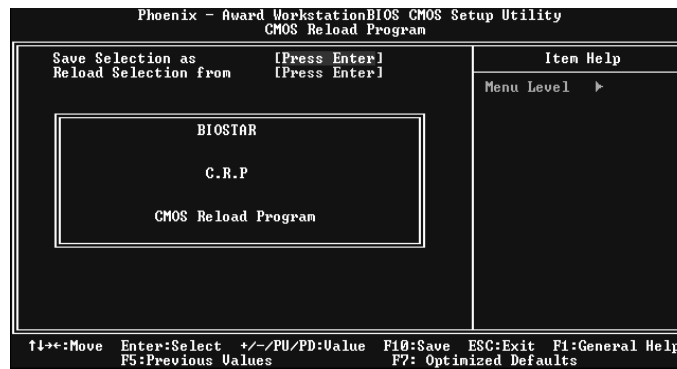 Phoenix - Award WorkstationBIOS CMOS Setup Utility
CMOS Reload Program
Save Selection as [Press Enter]
Reload Selection from [Press Enter]
Item Help
Menu Level ▶
BIOSTAR
C.R.P
CMOS Reload Program
↑↓→←:Move Enter:Select +/-/PU/PD:Value F10:Save ESC:Exit F1:General Help
F5:Previous Values F7: Optimized Defaults